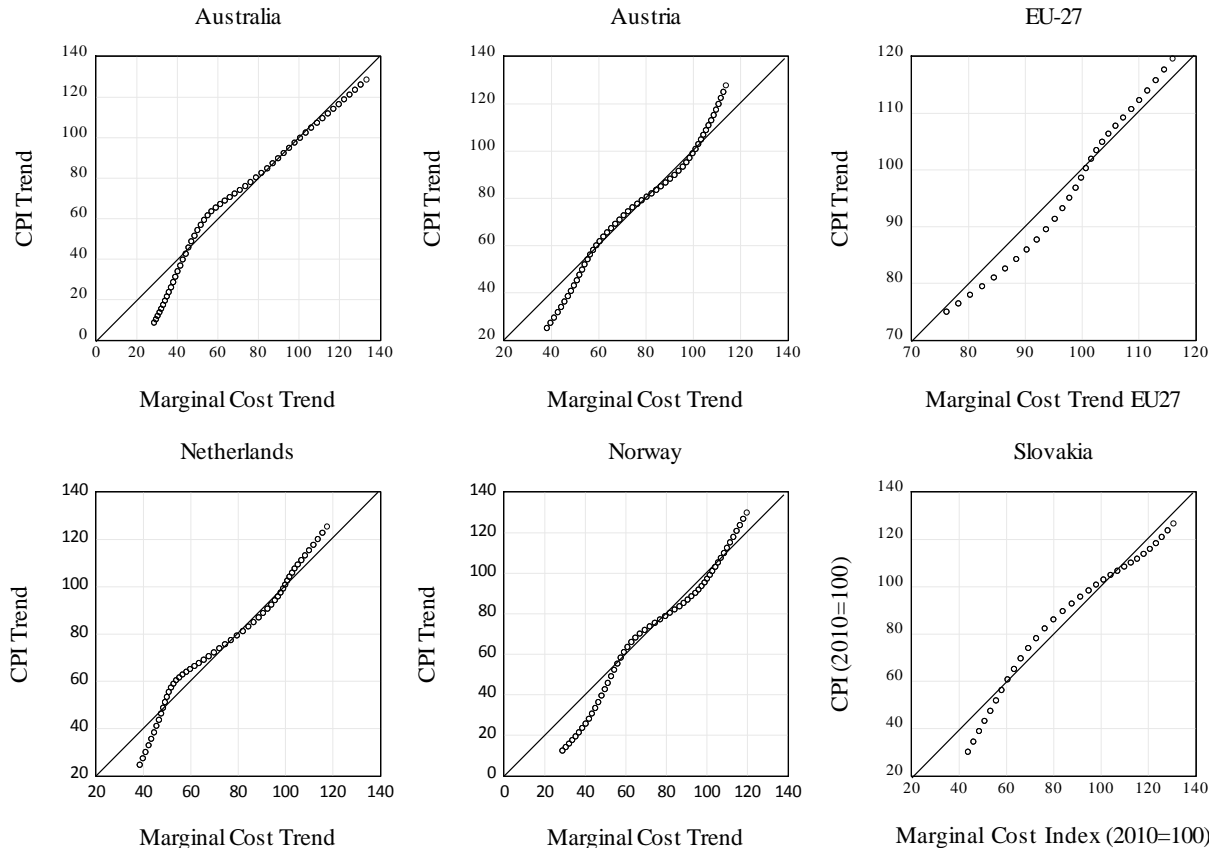 Australia
CPI Trend
140
120
100
80
60
40
20
0
0 20 40 60 80 100 120 140
Marginal Cost Trend
Austria
CPI Trend
140
120
100
80
60
40
20
20 40 60 80 100 120 140
Marginal Cost Trend
EU-27
CPI Trend
120
110
100
90
80
70
70 80 90 100 110 120
Marginal Cost Trend EU27
Netherlands
CPI Trend
140
120
100
80
60
40
20
20 40 60 80 100 120 140
Marginal Cost Trend
Norway
CPI Trend
140
120
100
80
60
40
20
0
0 20 40 60 80 100 120 140
Marginal Cost Trend
Slovakia
CPI (2010=100)
140
120
100
80
60
40
20
20 40 60 80 100 120 140
Marginal Cost Index (2010=100)